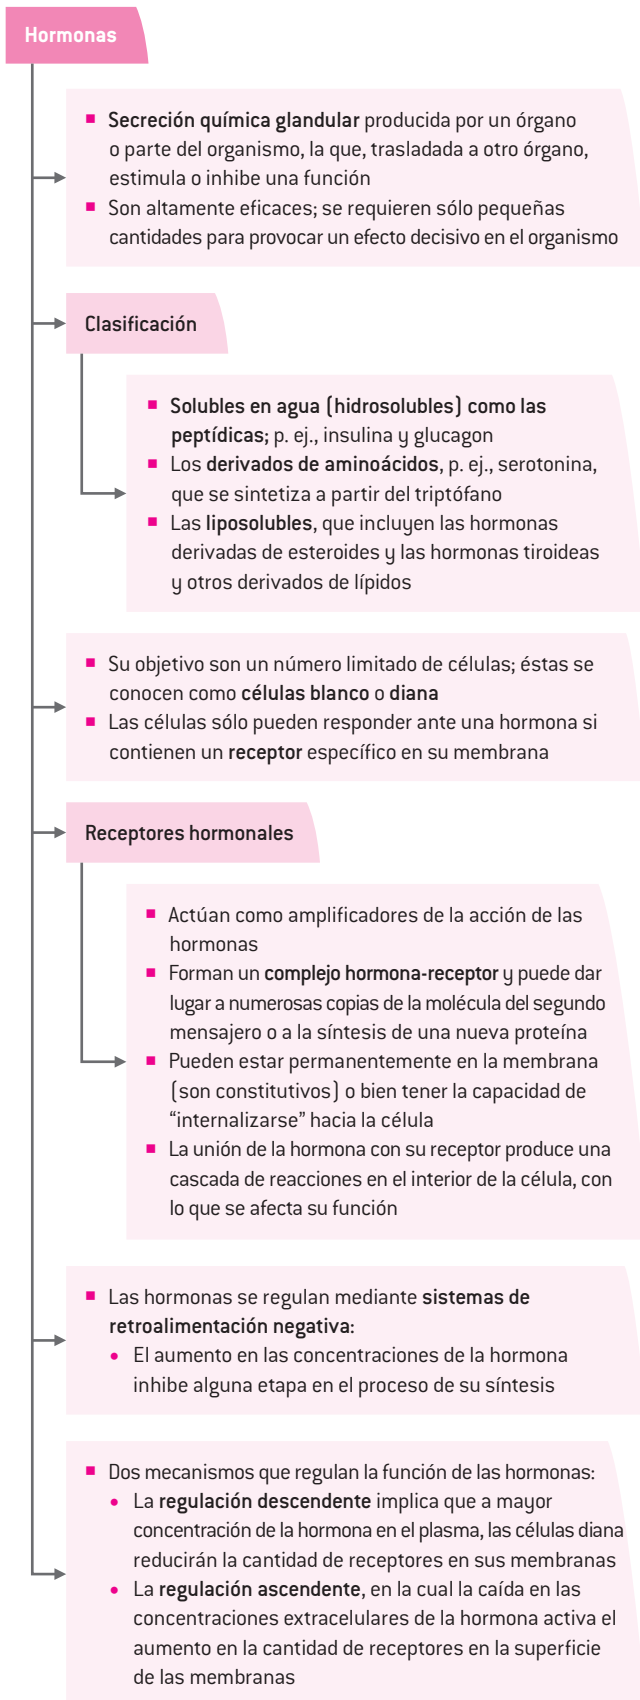 Hormonas
▪ Secreción química glandular producida por un órgano
o parte del organismo, la que, trasladada a otro órgano,
estimula o inhibe una función
▪ Son altamente eficaces; se requieren sólo pequeñas
cantidades para provocar un efecto decisivo en el organismo
Clasificación
▪ Solubles en agua (hidrosolubles) como las
peptídicas; p. ej., insulina y glucagon
▪ Los derivados de aminoácidos, p. ej., serotonina,
que se sintetiza a partir del triptófano
▪ Las liposolubles, que incluyen las hormonas
derivadas de esteroides y las hormonas tiroideas
y otros derivados de lípidos
▪ Su objetivo son un número limitado de células; éstas se
conocen como células blanco o diana
▪ Las células sólo pueden responder ante una hormona si
contienen un receptor específico en su membrana
Receptores hormonales
▪ Actúan como amplificadores de la acción de las
hormonas
▪ Forman un complejo hormona-receptor y puede dar
lugar a numerosas copias de la molécula del segundo
mensajero o a la síntesis de una nueva proteína
▪ Pueden estar permanentemente en la membrana
(son constitutivos) o bien tener la capacidad de
“internalizarse” hacia la célula
▪ La unión de la hormona con su receptor produce una
cascada de reacciones en el interior de la célula, con
lo que se afecta su función
▪ Las hormonas se regulan mediante sistemas de
retroalimentación negativa:
• El aumento en las concentraciones de la hormona
inhibe alguna etapa en el proceso de su síntesis
▪ Dos mecanismos que regulan la función de las hormonas:
• La regulación descendente implica que a mayor
concentración de la hormona en el plasma, las células diana
reducirán la cantidad de receptores en sus membranas
• La regulación ascendente, en la cual la caída en las
concentraciones extracelulares de la hormona activa el
aumento en la cantidad de receptores en la superficie
de las membranas